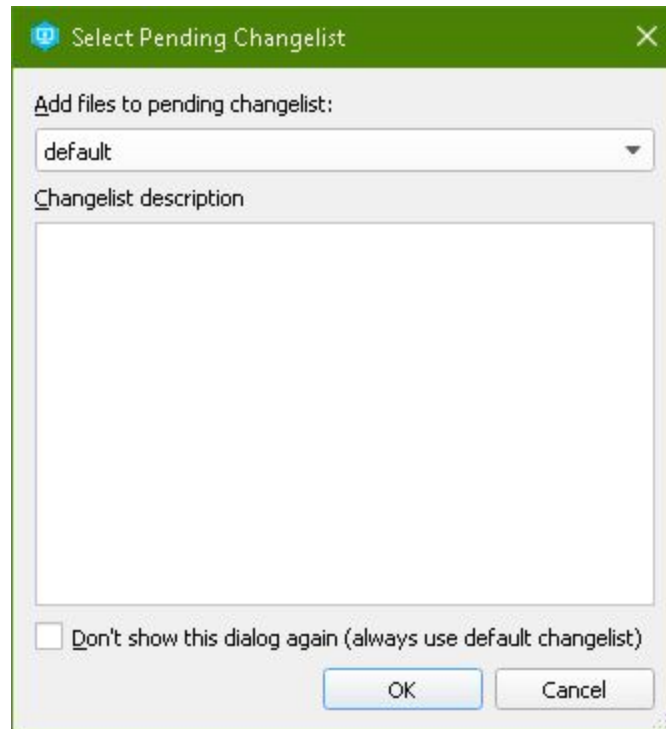 Select Pending Changelist
Add files to pending changelist:
default
Changelist description
Don't show this dialog again (always use default changelist)
OK
Cancel